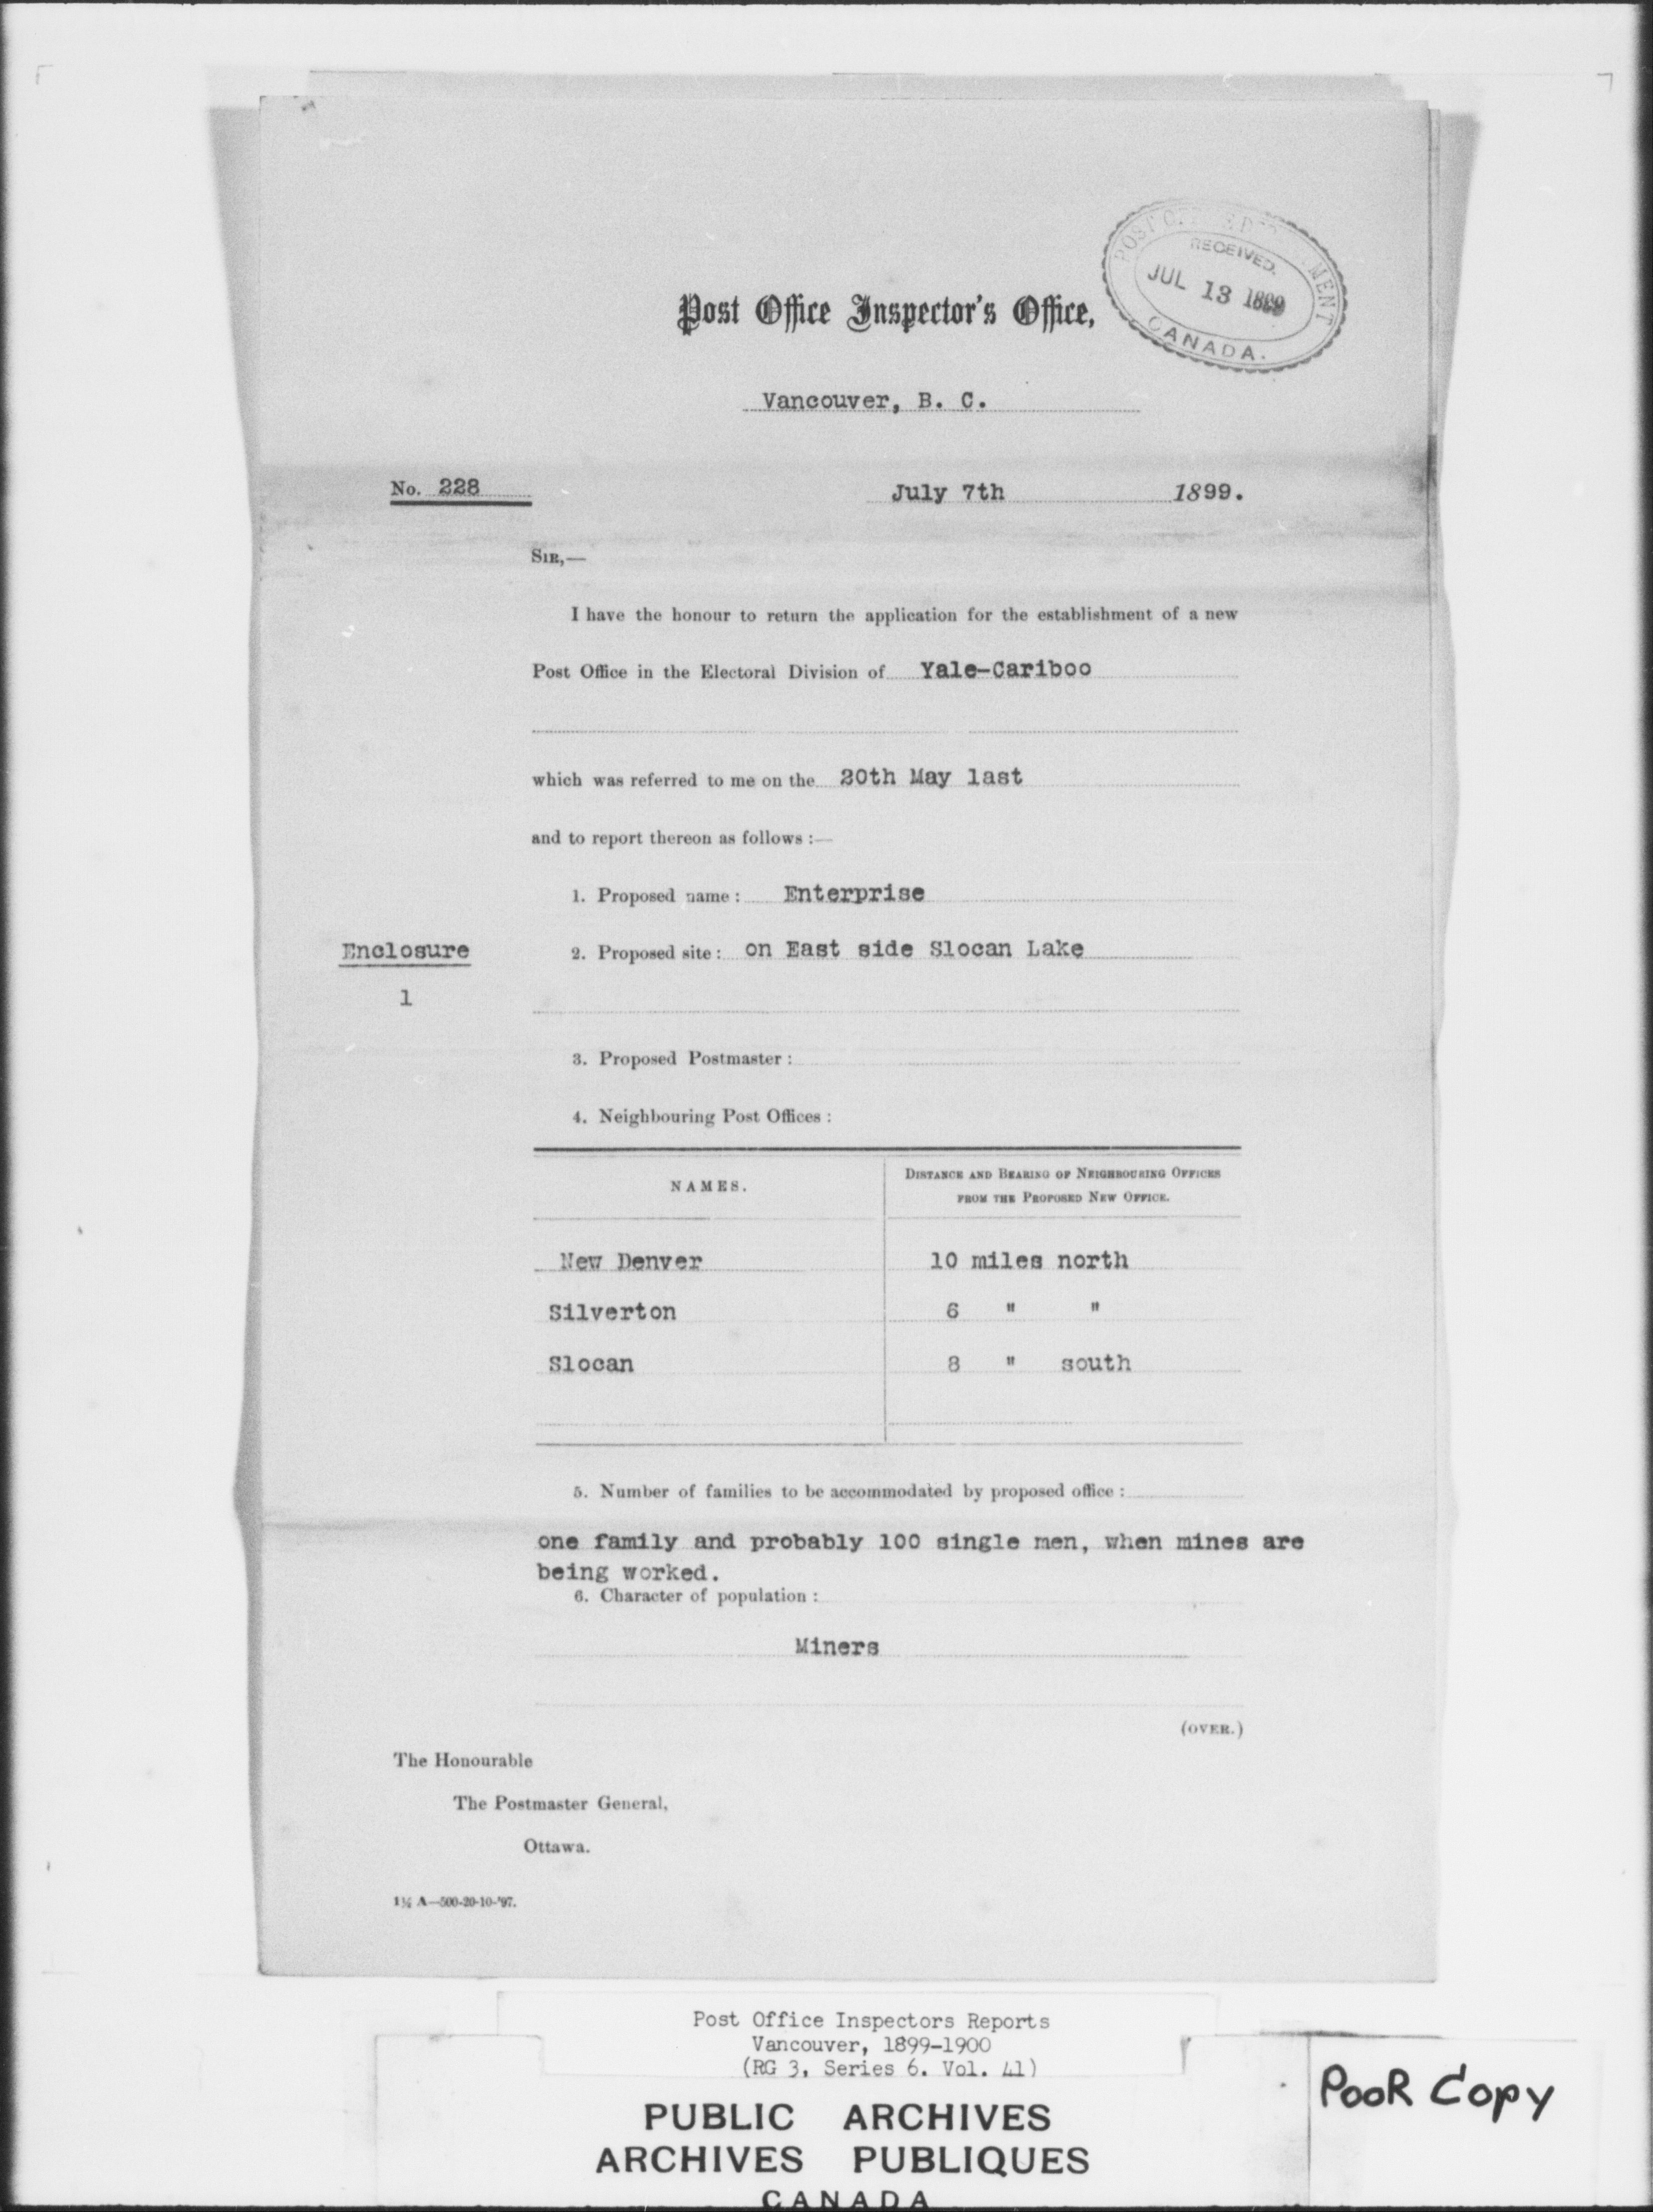 POST OFFICE DEPARTMENT
RECEIVED.
JUL 13 1899
CANADA.
Post Office Inspector's Office,
Vancouver, B. C.
No. 228
July 7th 1899.
SIR,—
I have the honour to return the application for the establishment of a new
Post Office in the Electoral Division of Yale-Cariboo
which was referred to me on the 20th May last
and to report thereon as follows :—
1. Proposed name : Enterprise
Enclosure
2. Proposed site : on East side Slocan Lake
1
3. Proposed Postmaster :
4. Neighbouring Post Offices :
NAMES.
DISTANCE AND BEARING OF NEIGHBOURING OFFICES
FROM THE PROPOSED NEW OFFICE.
New Denver 10 miles north
Silverton 6 " "
Slocan 8 " south
5. Number of families to be accommodated by proposed office :
one family and probably 100 single men, when mines are
being worked.
6. Character of population :
Miners
(OVER.)
The Honourable
The Postmaster General,
Ottawa.
A—500-20-10-'97.
Post Office Inspectors Reports
Vancouver, 1899-1900
(RG 3, Series 6. Vol. 41)
PUBLIC ARCHIVES
ARCHIVES PUBLIQUES
CANADA
POOR COPY